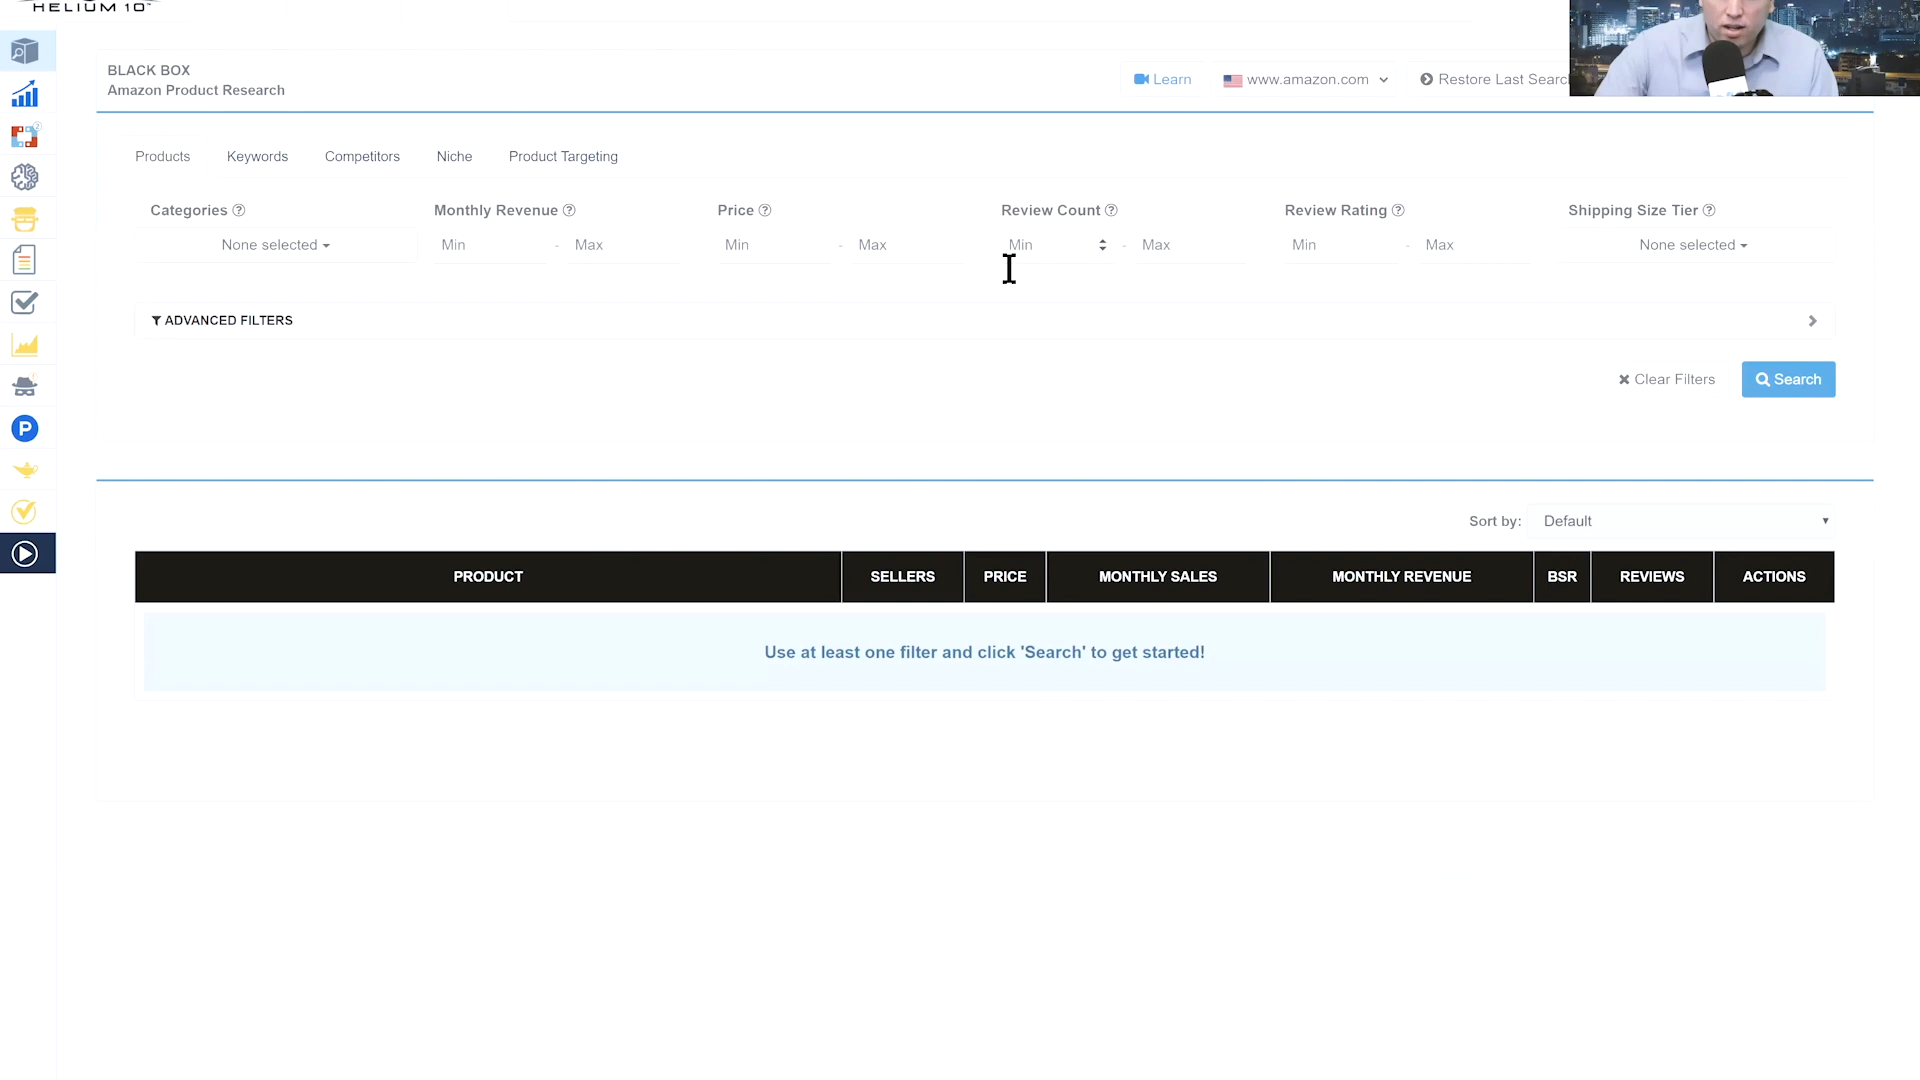 HELIUM 10
BLACK BOX
Amazon Product Research
Learn
www.amazon.com
Restore Last Searc
Products Keywords Competitors Niche Product Targeting
Categories Monthly Revenue Price Review Count Review Rating Shipping Size Tier
None selected Min - Max Min - Max Min - Max Min - Max None selected
ADVANCED FILTERS
Clear Filters Search
Sort by: Default
PRODUCT SELLERS PRICE MONTHLY SALES MONTHLY REVENUE BSR REVIEWS ACTIONS
Use at least one filter and click 'Search' to get started!
P